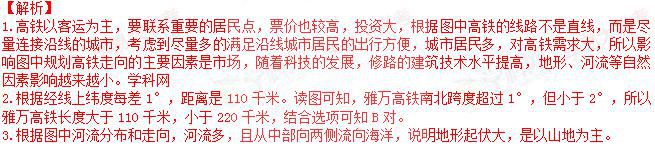 【解析】
1.高铁以客运为主，要联系重要的居民点，票价也较高，投资大，根据图中高铁的线路不是直线，而是尽
量连接沿线的城市，考虑到尽量多的满足沿线城市居民的出行方便，城市居民多，对高铁需求大，所以影
响图中规划高铁走向的主要因素是市场，随着科技的发展，修路的建筑技术水平提高，地形、河流等自然
因素影响越来越小。学科网
2.根据经线上纬度每差1°，距离是110千米。读图可知，雅万高铁南北跨度超过1°，但小于2°，所以
雅万高铁长度大于110千米，小于220千米，结合选项可知B对。
3.根据图中河流分布和走向，河流多，且从中部向两侧流向海洋，说明地形起伏大，是以山地为主。